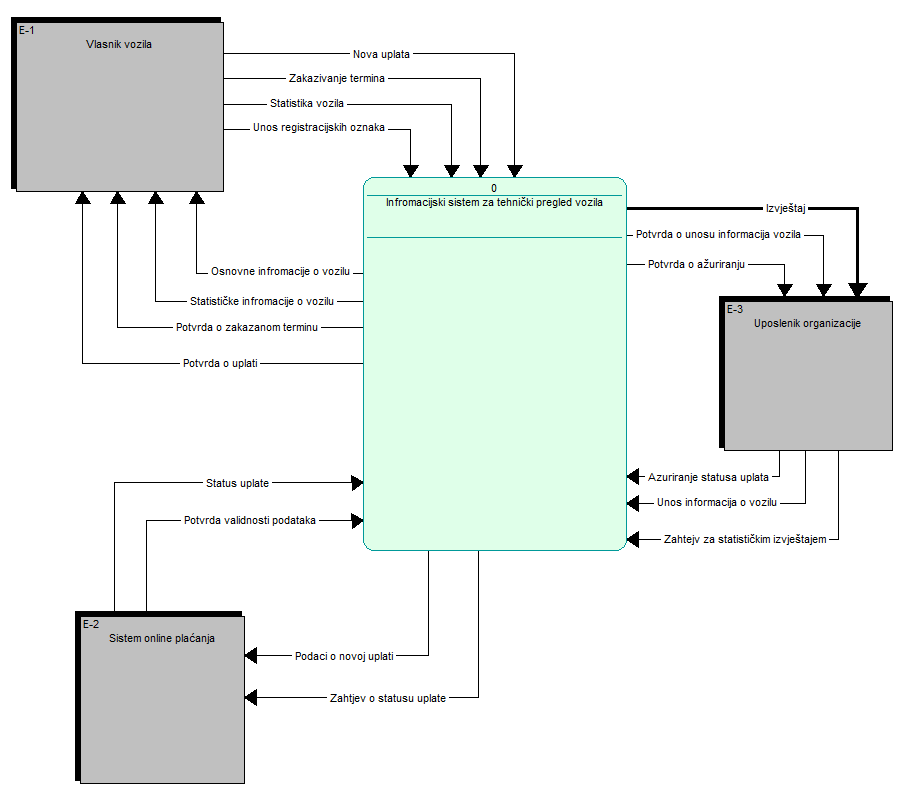 E-1
Vlasnik vozila
Nova uplata
Zakazivanje termina
Statistika vozila
Unos registracijskih oznaka
0
Infromacijski sistem za tehnički pregled vozila
Izvještaj
Potvrda o unosu informacija vozila
Potvrda o ažuriranju
Osnovne infromacije o vozilu
Statističke infromacije o vozilu
Potvrda o zakazanom terminu
Potvrda o uplati
E-3
Uposlenik organizacije
Status uplate
Potvrda validnosti podataka
Azuriranje statusa uplata
Unos informacija o vozilu
Zahtejv za statističkim izvještajem
E-2
Sistem online plaćanja
Podaci o novoj uplati
Zahtjev o statusu uplate